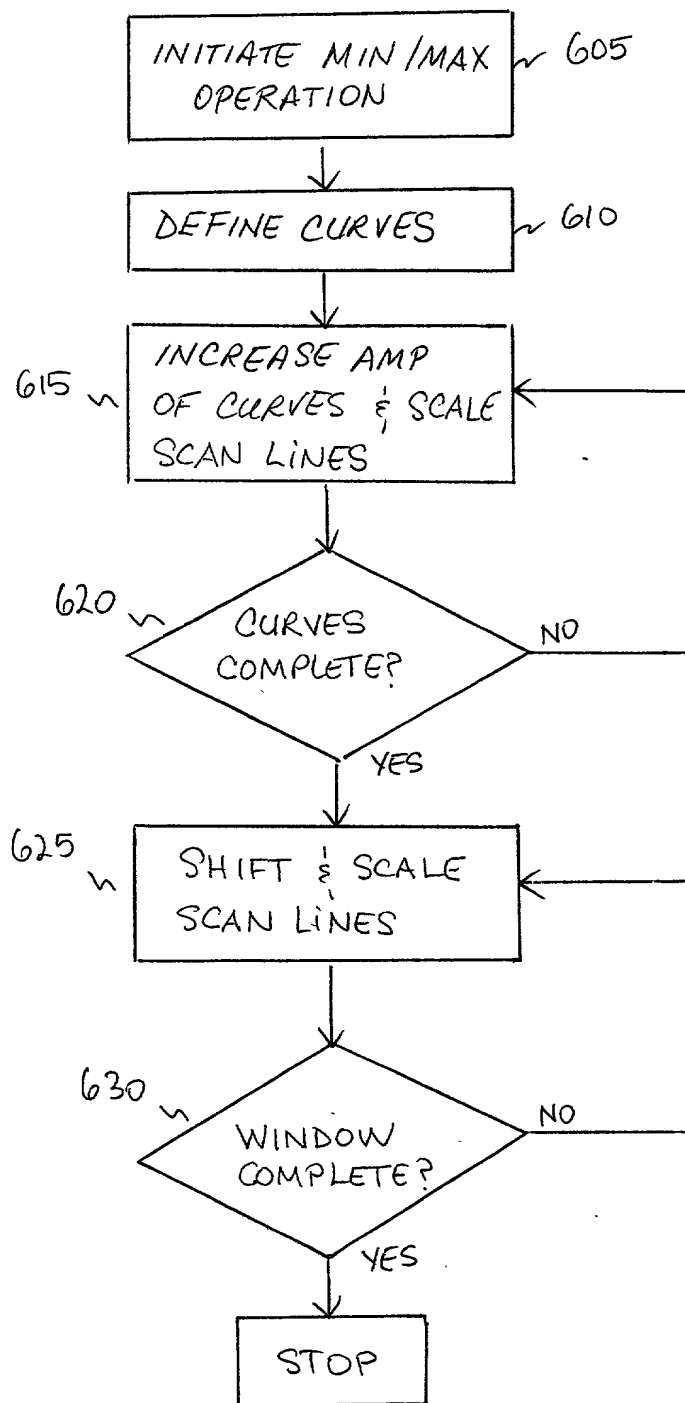 INITIATE MIN/MAX 605
OPERATION
DEFINE CURVES 610
INCREASE AMP
615 OF CURVES & SCALE
SCAN LINES
620
CURVES NO
COMPLETE?
YES
625 SHIFT & SCALE
SCAN LINES
630
WINDOW NO
COMPLETE?
YES
STOP